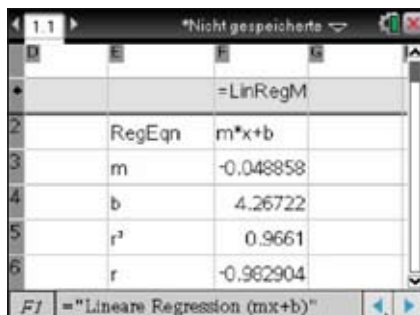 1.1 *Nicht gespeicherte
D E F G
=LinRegM
2 RegEqn m*x+b
3 m -0.048858
4 b 4.26722
5 r² 0.9661
6 r -0.982904
F1 ="Lineare Regression (mx+b)"